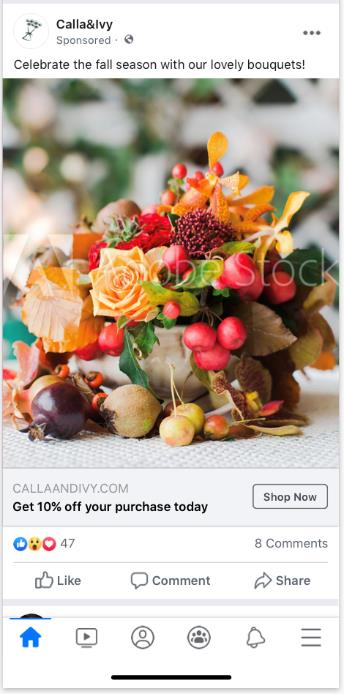 Calla&Ivy
Sponsored ·
Celebrate the fall season with our lovely bouquets!
Adobe Stock
CALLAANDIVY.COM
Get 10% off your purchase today
Shop Now
47
8 Comments
Like
Comment
Share